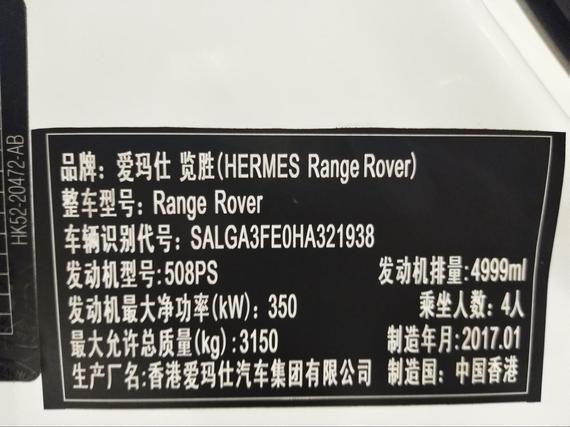 HK52-20472-AB
品牌: 爱玛仕 览胜(HERMES Range Rover)
整车型号: Range Rover
车辆识别代号: SALGA3FE0HA321938
发动机型号:508PS 发动机排量:4999ml
发动机最大净功率(kW): 350 乘坐人数: 4人
最大允许总质量(kg) :3150 制造年月:2017.01
生产厂名:香港爱玛仕汽车集团有限公司 制造国: 中国香港